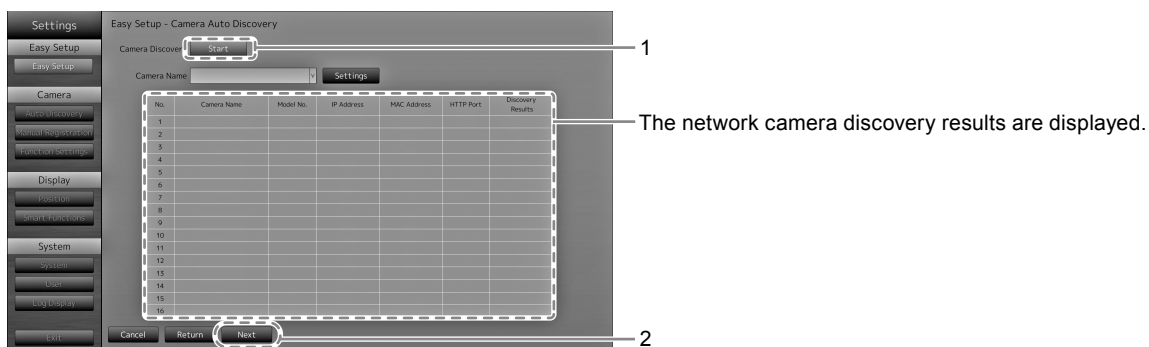 Settings
Easy Setup
Easy Setup
Camera
Auto Discovery
Manual Registration
Function Settings
Display
Position
Smart Functions
System
System
User
Log Display
Exit
Easy Setup - Camera Auto Discovery
Camera Discover
Start
1
Camera Name
Settings
No. Camera Name Model No. IP Address MAC Address HTTP Port Discovery Results
1
2
3
4
5
6
7
8
9
10
11
12
13
14
15
16
The network camera discovery results are displayed.
Cancel Return Next
2